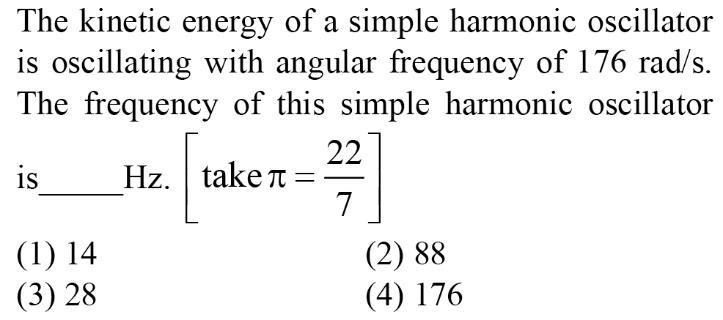 The kinetic energy of a simple harmonic oscillator
is oscillating with angular frequency of 176 rad/s.
The frequency of this simple harmonic oscillator
is_____Hz. [take π = 22/7]
(1) 14 (2) 88
(3) 28 (4) 176